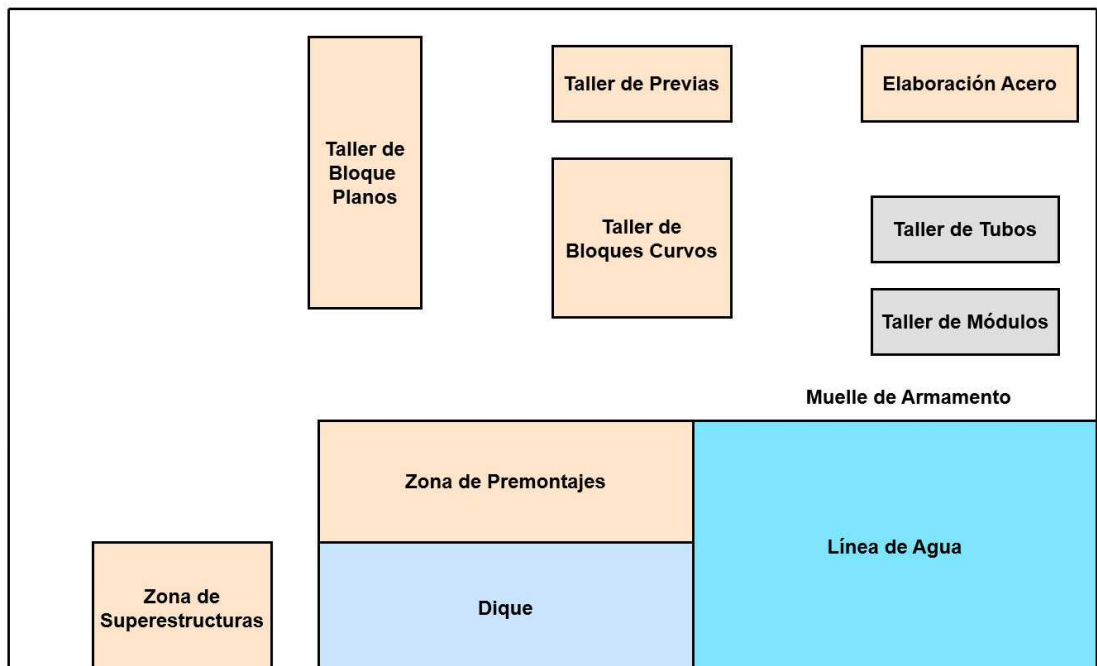 Taller de Previas
Elaboración Acero
Taller de
Bloque
Planos
Taller de
Bloques Curvos
Taller de Tubos
Taller de Módulos
Muelle de Armamento
Zona de Premontajes
Línea de Agua
Zona de
Superestructuras
Dique